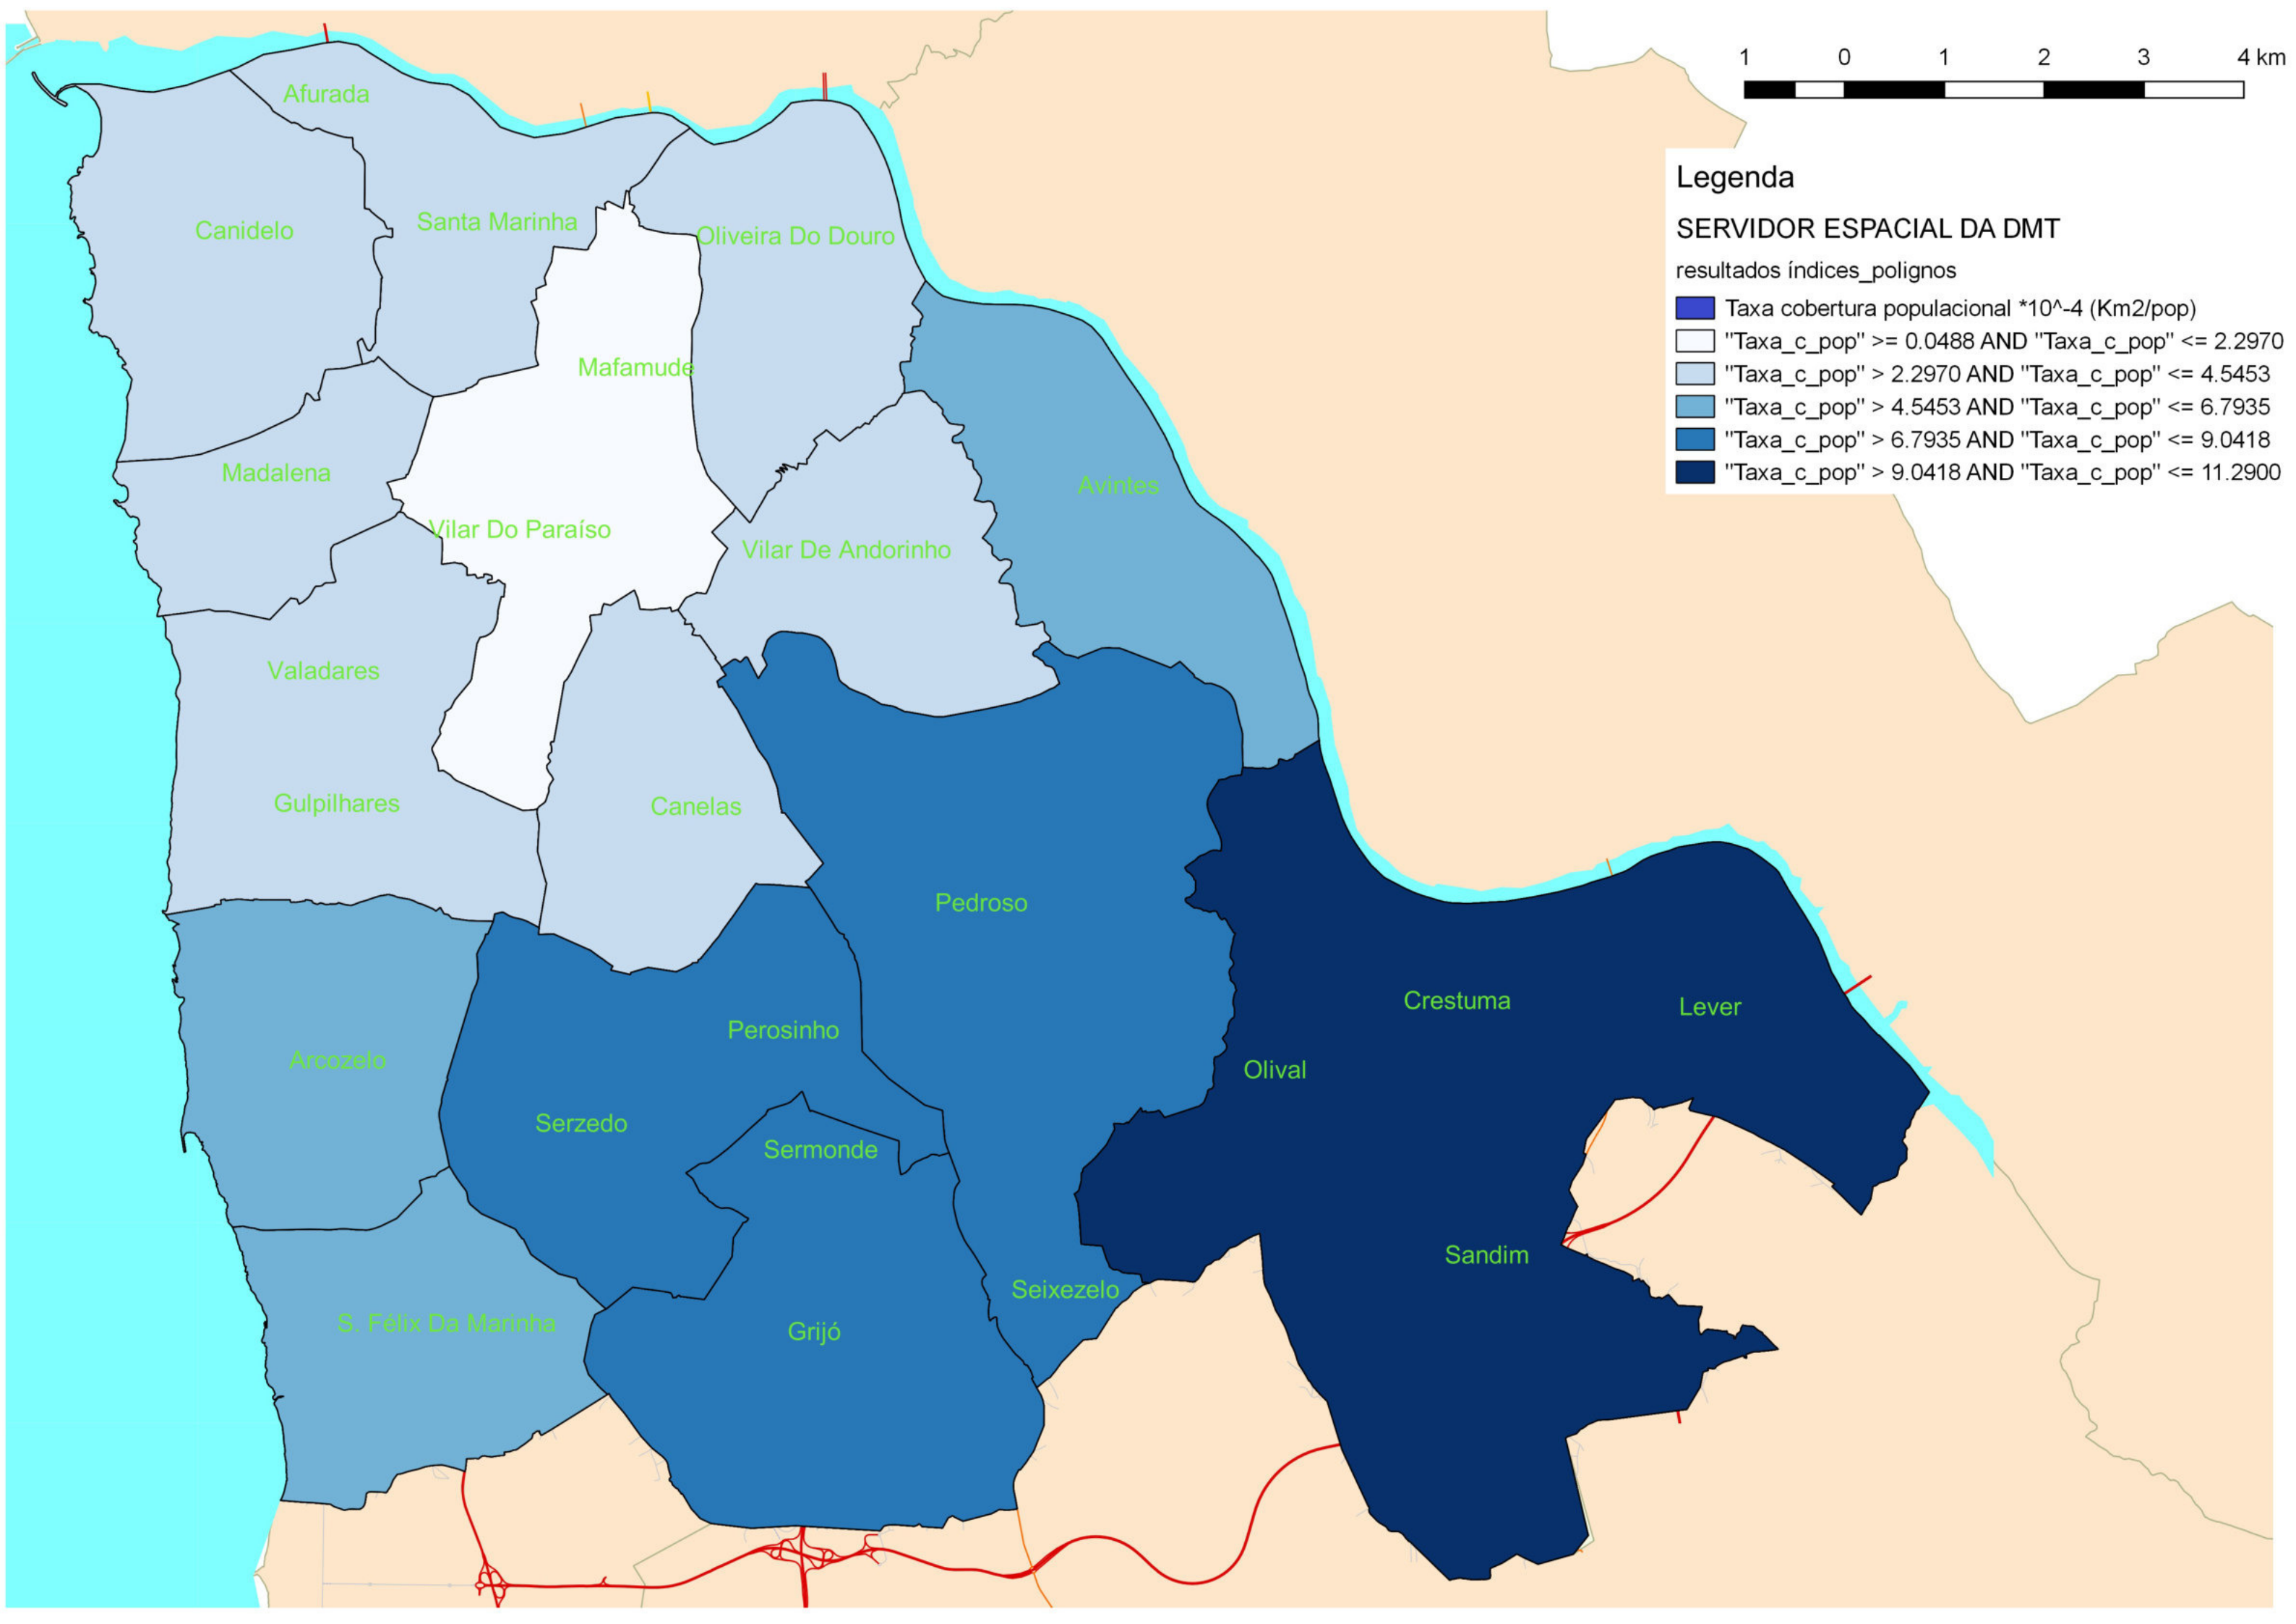 1 0 1 2 3 4 km
Legenda
SERVIDOR ESPACIAL DA DMT
resultados índices_polignos
Taxa cobertura populacional *10^-4 (Km2/pop)
"Taxa_c_pop" >= 0.0488 AND "Taxa_c_pop" <= 2.2970
"Taxa_c_pop" > 2.2970 AND "Taxa_c_pop" <= 4.5453
"Taxa_c_pop" > 4.5453 AND "Taxa_c_pop" <= 6.7935
"Taxa_c_pop" > 6.7935 AND "Taxa_c_pop" <= 9.0418
"Taxa_c_pop" > 9.0418 AND "Taxa_c_pop" <= 11.2900
Afurada
Canidelo
Santa Marinha
Oliveira Do Douro
Mafamude
Madalena
Avintes
Vilar Do Paraíso
Vilar De Andorinho
Valadares
Gulpilhares
Canelas
Pedroso
Crestuma
Lever
Perosinho
Arcozelo
Olival
Serzedo
Sermonde
Sandim
Seixezelo
S. Félix Da Marinha
Grijó